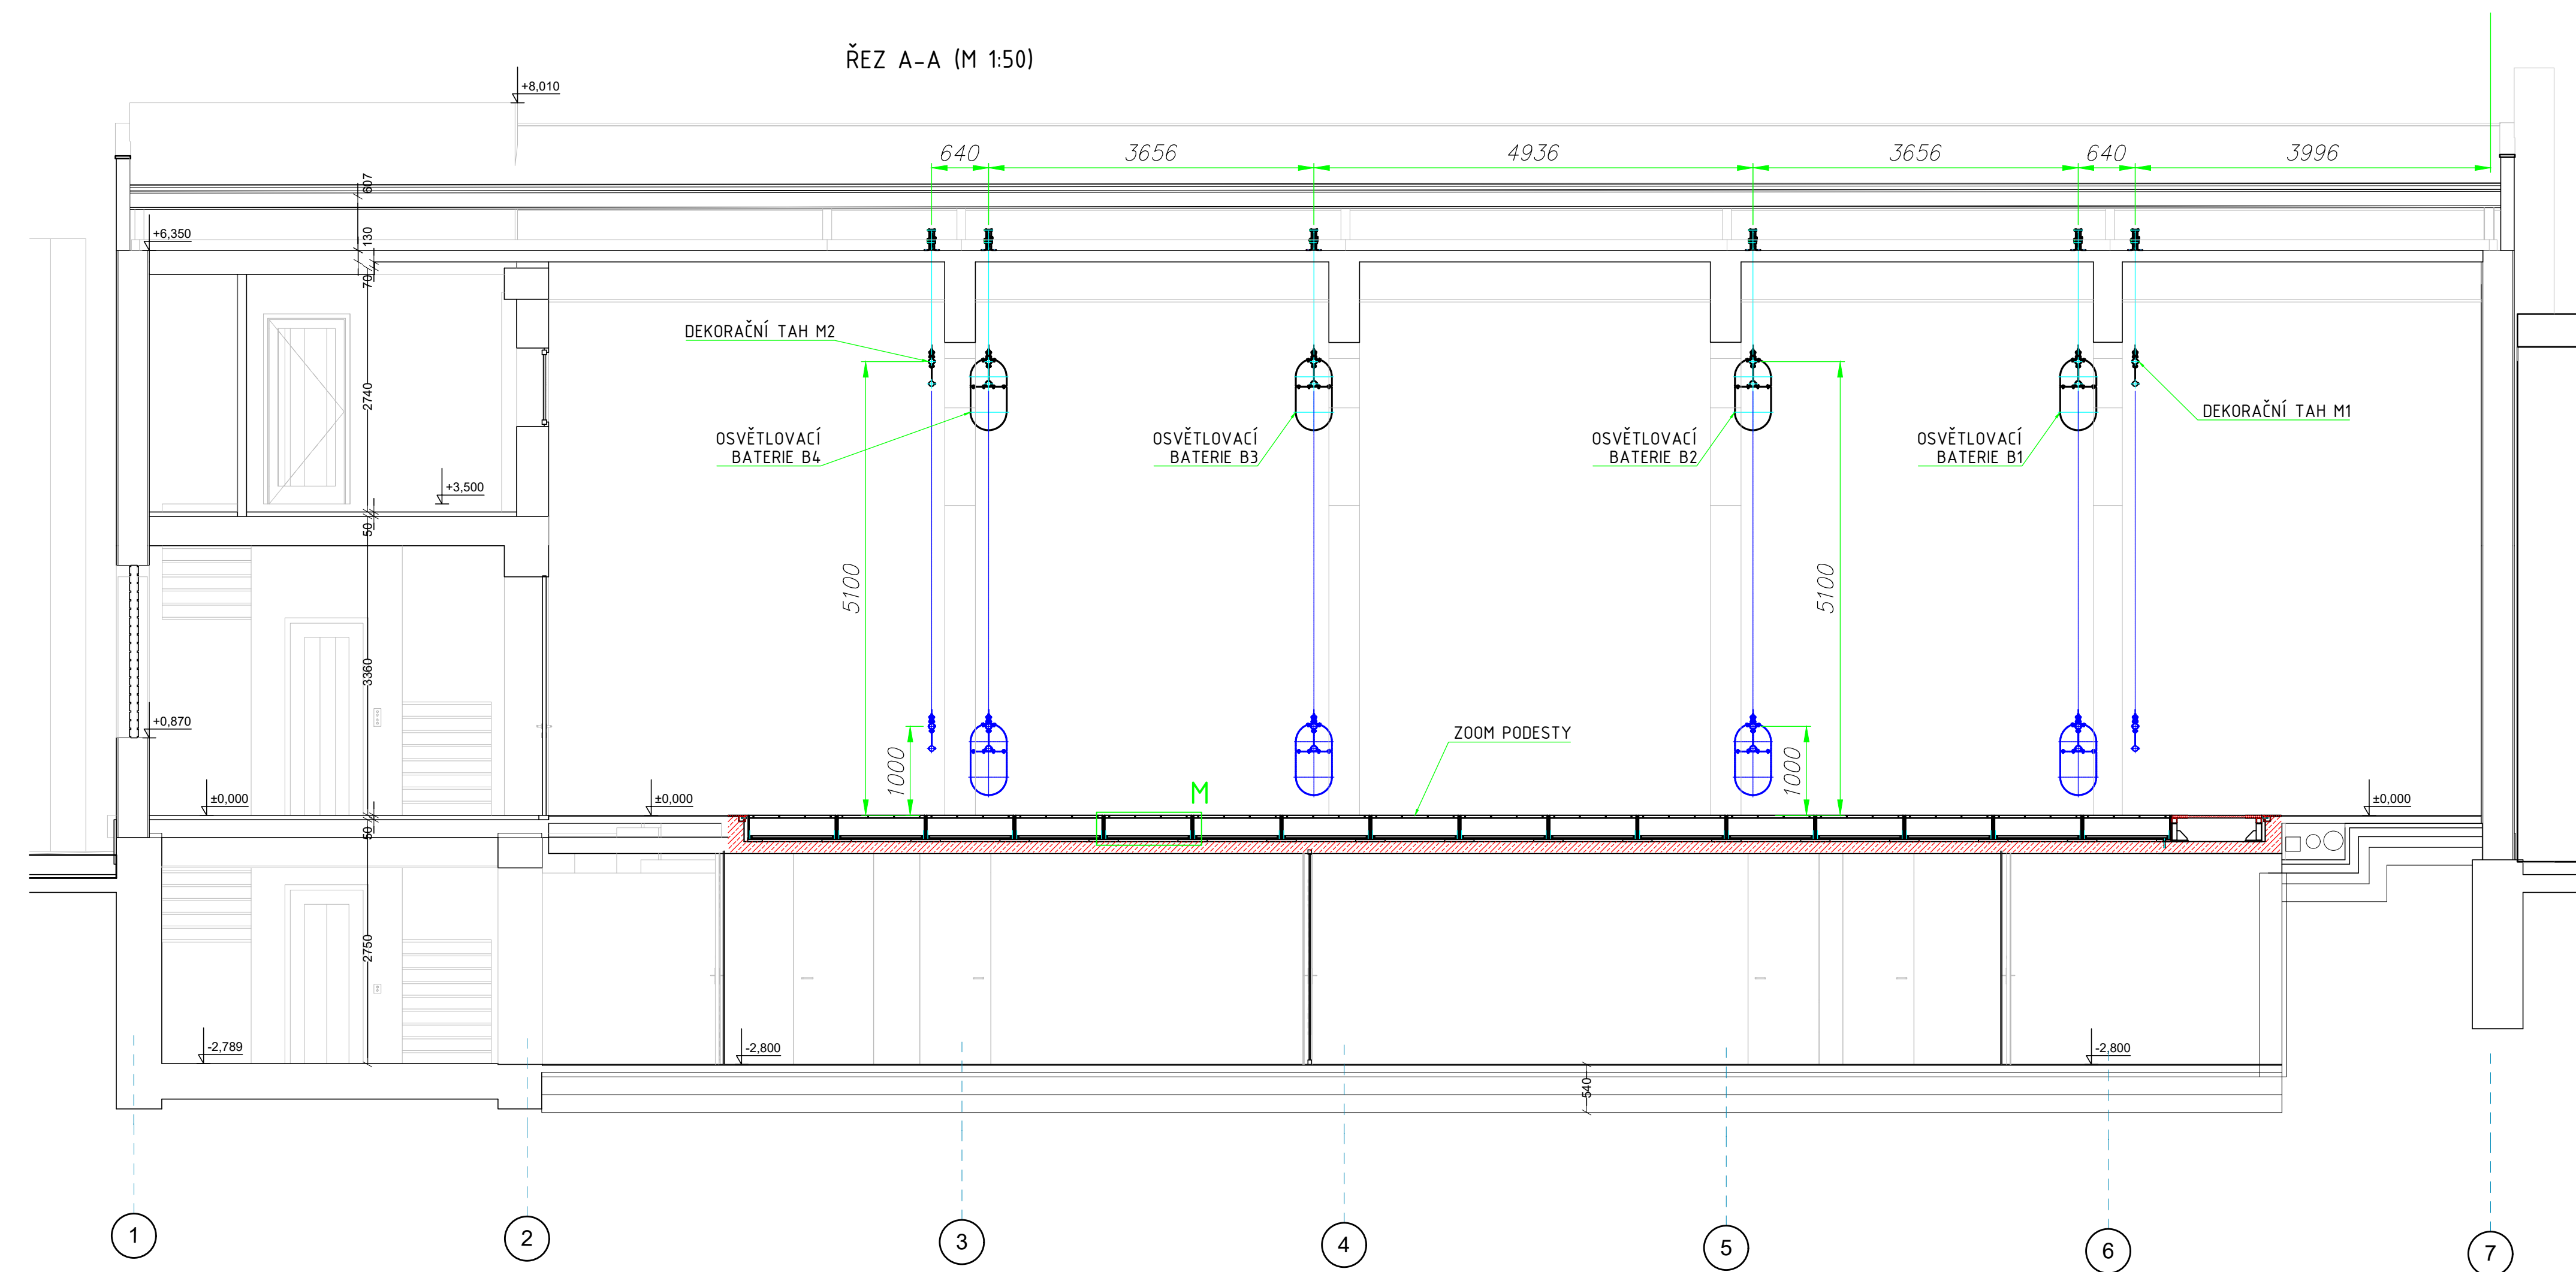 ŘEZ A-A (M 1:50)
+8,010
640
3656
4936
3656
640
3996
607
+6,350
130
70
DEKORAČNÍ TAH M2
2740
DEKORAČNÍ TAH M1
OSVĚTLOVACÍ
BATERIE B4
OSVĚTLOVACÍ
BATERIE B3
OSVĚTLOVACÍ
BATERIE B2
OSVĚTLOVACÍ
BATERIE B1
+3,500
50
5100
5100
3360
+0,870
ZOOM PODESTY
1000
1000
M
±0,000
±0,000
±0,000
50
2750
-2,789
-2,800
-2,800
540
1
2
3
4
5
6
7